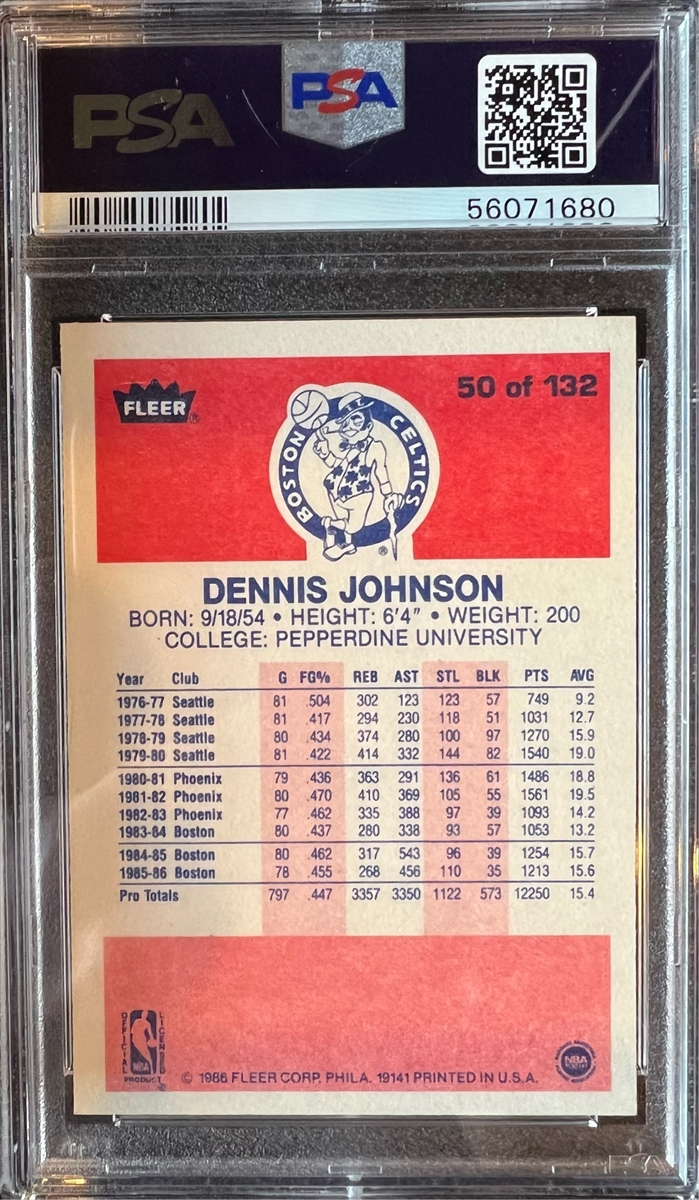 PSA
PSA
56071680
FLEER
50 of 132
BOSTON CELTICS
DENNIS JOHNSON
BORN: 9/18/54 • HEIGHT: 6'4" • WEIGHT: 200
COLLEGE: PEPPERDINE UNIVERSITY
Year Club G FG% REB AST STL BLK PTS AVG
1976-77 Seattle 81 .504 302 123 123 57 749 9.2
1977-78 Seattle 81 .417 294 230 118 51 1031 12.7
1978-79 Seattle 80 .434 374 280 100 97 1270 15.9
1979-80 Seattle 81 .422 414 332 144 82 1540 19.0
1980-81 Phoenix 79 .436 363 291 136 61 1486 18.8
1981-82 Phoenix 80 .470 410 369 105 55 1561 19.5
1982-83 Phoenix 77 .462 335 388 97 39 1093 14.2
1983-84 Boston 80 .437 280 338 93 57 1053 13.2
1984-85 Boston 80 .462 317 543 96 39 1254 15.7
1985-86 Boston 78 .455 268 456 110 35 1213 15.6
Pro Totals 797 .447 3357 3350 1122 573 12250 15.4
OFFICIAL LICENSED
NBA
PRODUCT
© 1986 FLEER CORP. PHILA. 19141 PRINTED IN U.S.A.
NBA